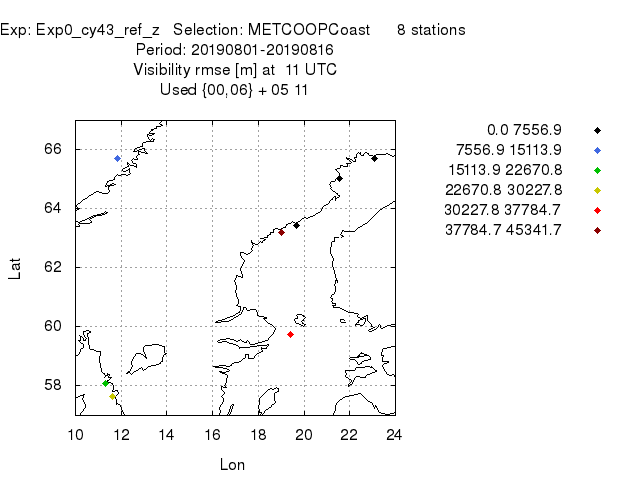 Exp: Exp0_cy43_ref_z Selection: METCOOPCoast 8 stations
Period: 20190801-20190816
Visibility rmse [m] at 11 UTC
Used {00,06} + 05 11
0.0 7556.9
7556.9 15113.9
15113.9 22670.8
22670.8 30227.8
30227.8 37784.7
37784.7 45341.7
66
64
62
60
58
Lat
10 12 14 16 18 20 22 24
Lon